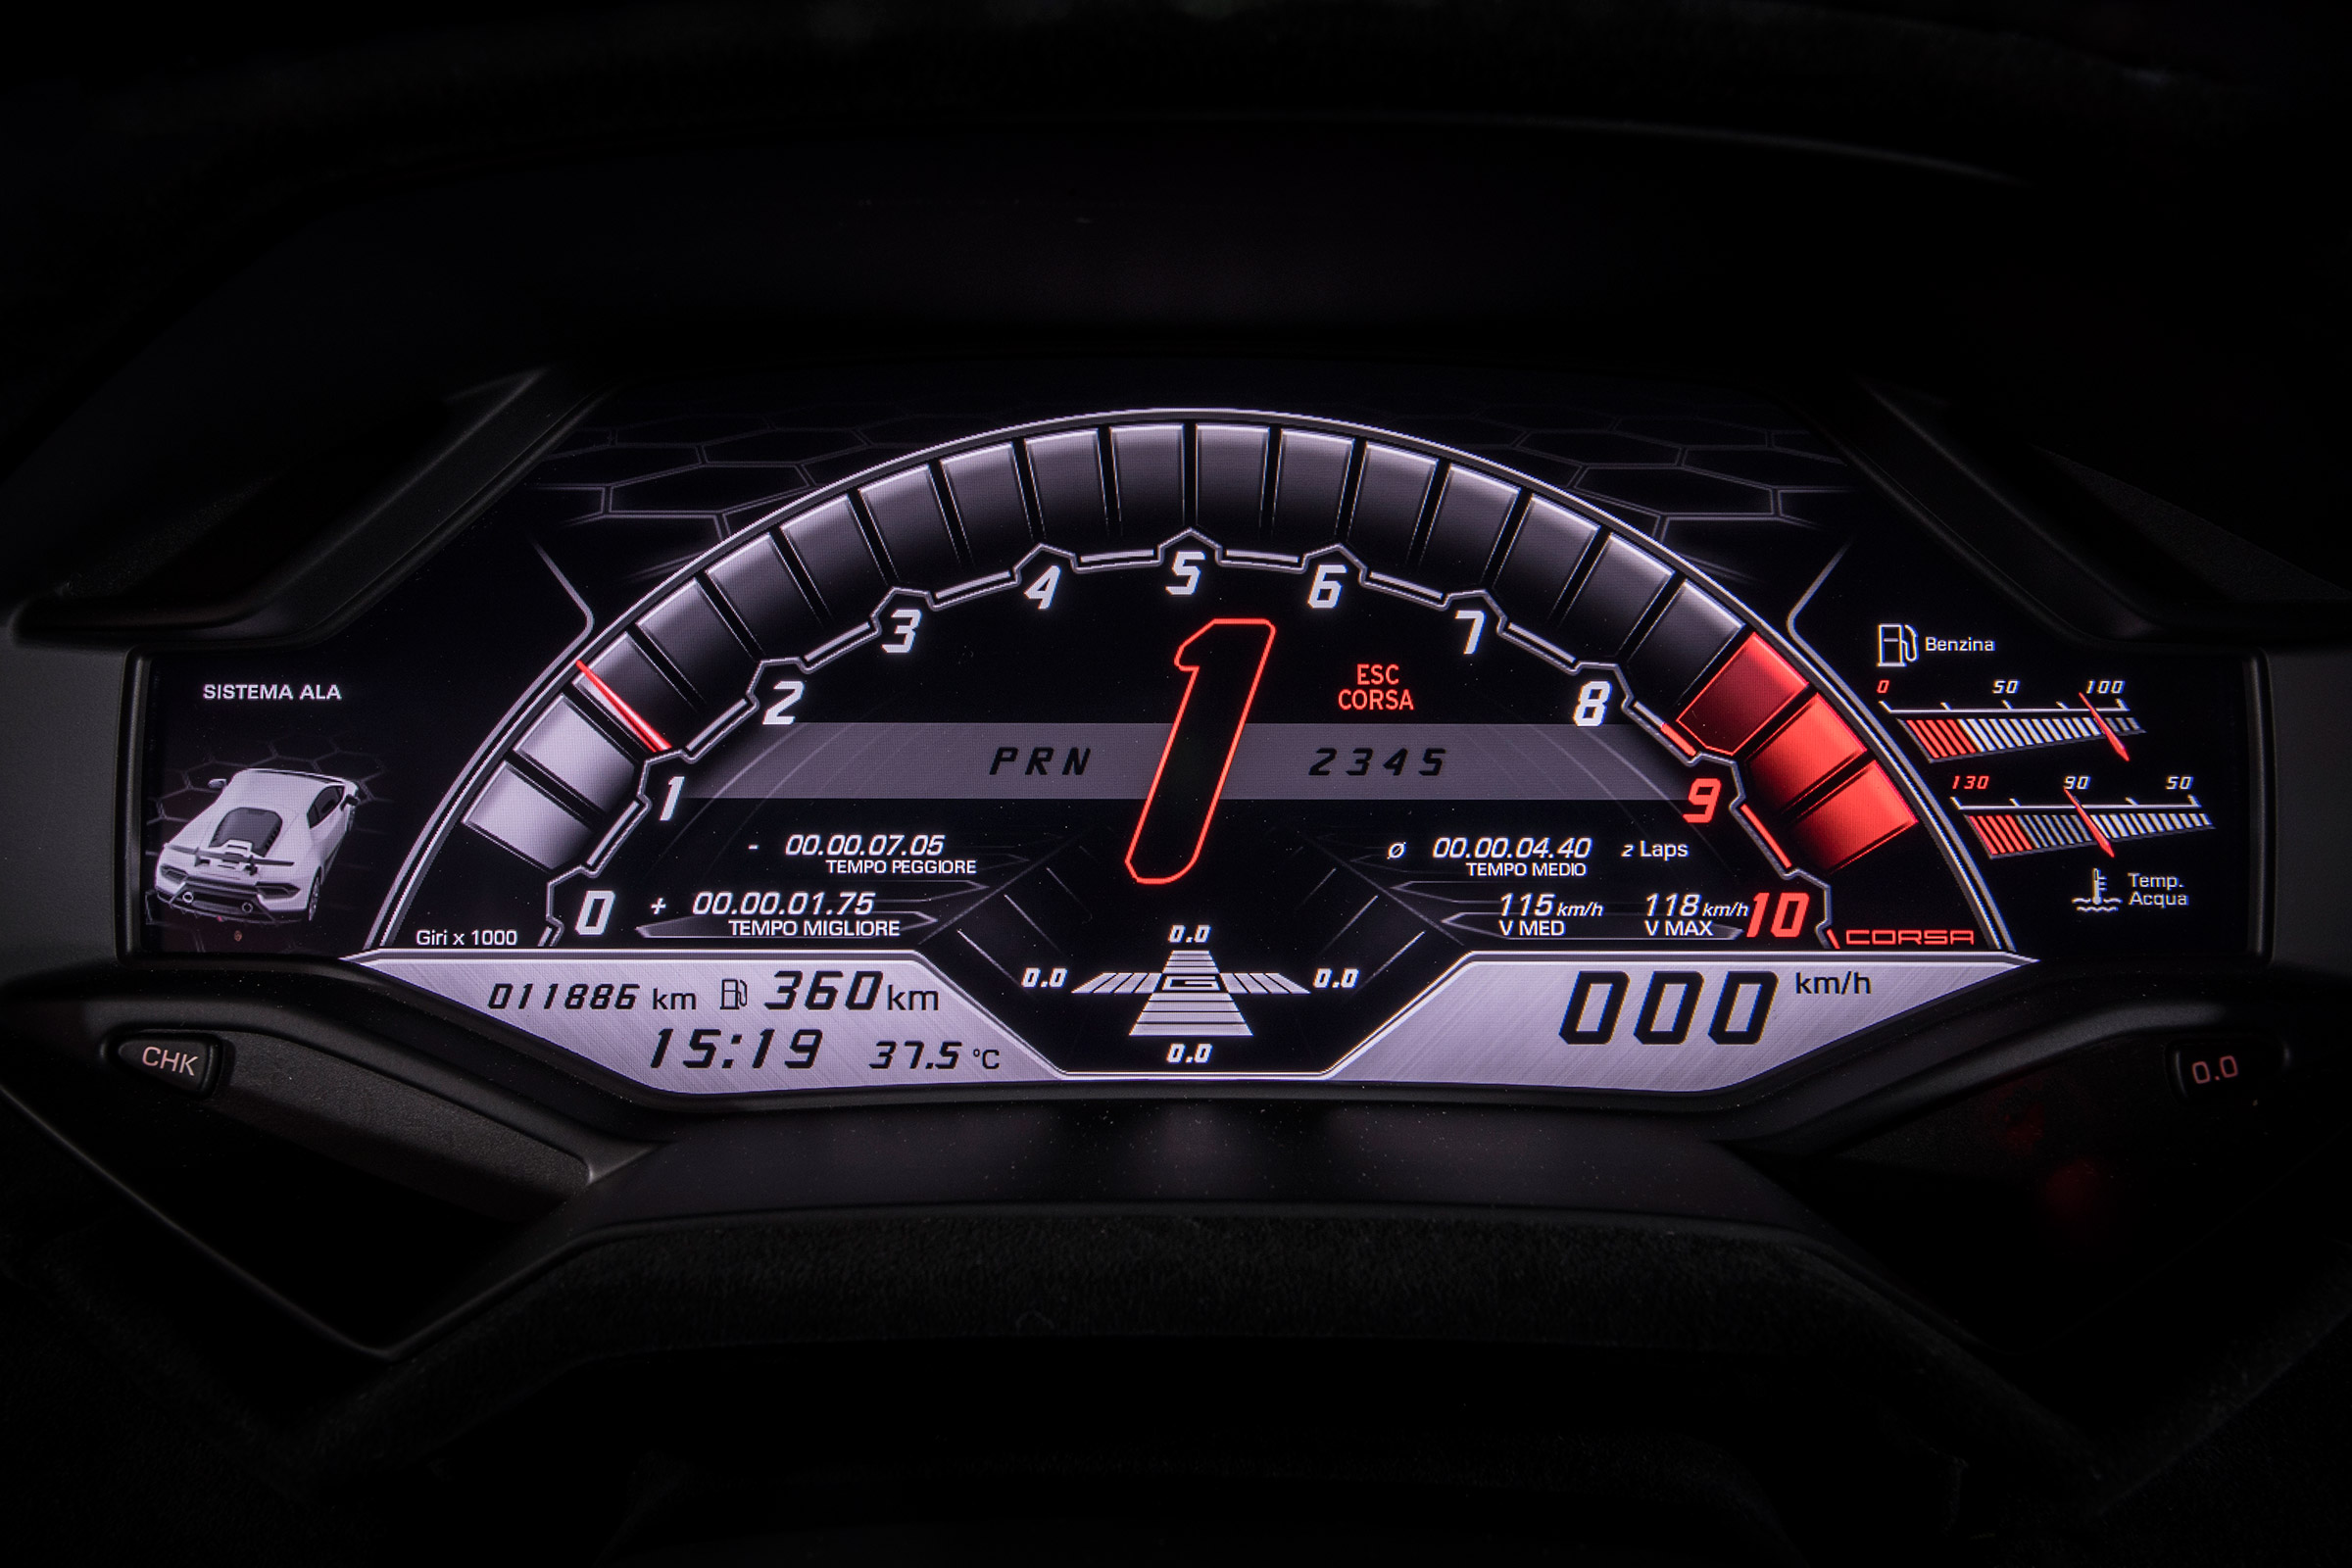 SISTEMA ALA
Giri x 1000
0
1
2
3
4
5
6
7
8
9
10
ESC
CORSA
PRN 1 2345
- 00.00.07.05
TEMPO PEGGIORE
+ 00.00.01.75
TEMPO MIGLIORE
ø 00.00.04.40 2 Laps
TEMPO MEDIO
115 km/h 118 km/h
V MED V MAX
CORSA
Benzina
0 50 100
130 90 50
Temp.
Acqua
0.0
0.0 G 0.0
0.0
011886 km 360 km
15:19 37.5 °C
000 km/h
CHK
0.0